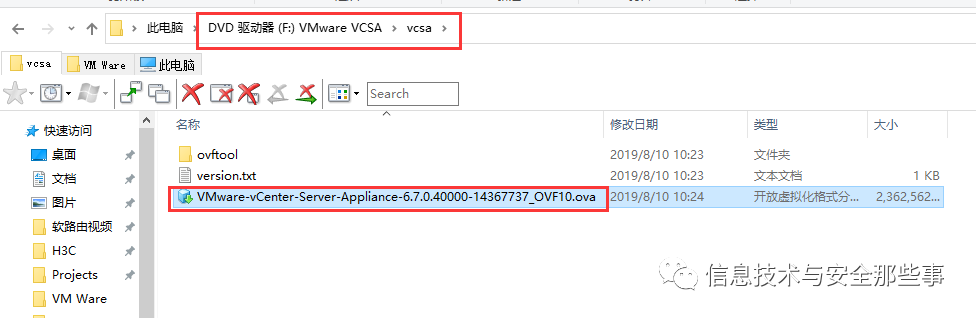 此电脑 › DVD 驱动器 (F:) VMware VCSA › vcsa ›
vcsa VM Ware 此电脑
Search
名称 修改日期 类型 大小
快速访问
桌面
文档
图片
软路由视频
H3C
Projects
VM Ware
ovftool 2019/8/10 10:23 文件夹
version.txt 2019/8/10 10:23 文本文档 1 KB
VMware-vCenter-Server-Appliance-6.7.0.40000-14367737_OVF10.ova 2019/8/10 10:24 开放虚拟化格式分... 2,362,562...
信息技术与安全那些事